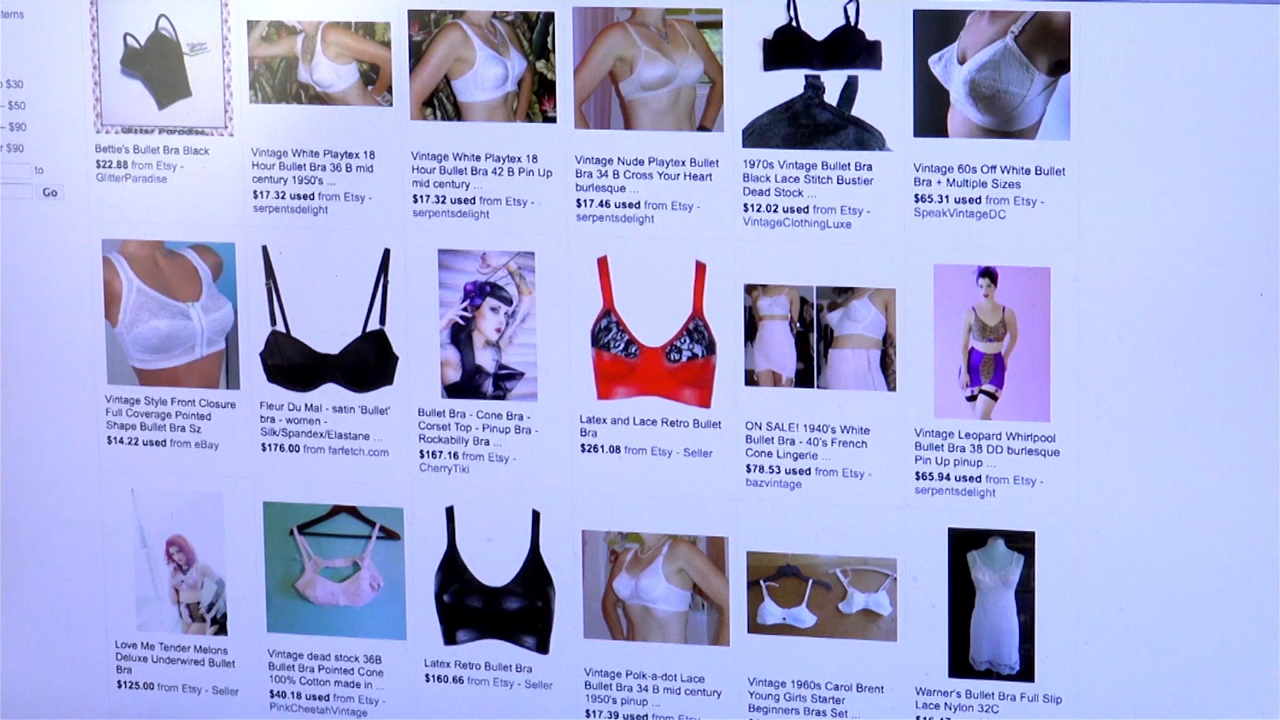 tems
$30
– $50
– $90
$90
to
Go
Glitter Paradise
Bettie's Bullet Bra Black
$22.88 from Etsy -
GlitterParadise
Vintage White Playtex 18
Hour Bullet Bra 36 B mid
century 1950's ...
$17.32 used from Etsy -
serpentsdelight
Vintage White Playtex 18
Hour Bullet Bra 42 B Pin Up
mid century ...
$17.32 used from Etsy -
serpentsdelight
Vintage Nude Playtex Bullet
Bra 34 B Cross Your Heart
burlesque ...
$17.46 used from Etsy -
serpentsdelight
1970s Vintage Bullet Bra
Black Lace Stitch Bustier
Dead Stock ...
$12.02 used from Etsy -
VintageClothingLuxe
Vintage 60s Off White Bullet
Bra + Multiple Sizes
$65.31 used from Etsy -
SpeakVintageDC
Vintage Style Front Closure
Full Coverage Pointed
Shape Bullet Bra Sz
$14.22 used from eBay
Fleur Du Mal - satin 'Bullet'
bra - women -
Silk/Spandex/Elastane ...
$176.00 from farfetch.com
Bullet Bra - Cone Bra -
Corset Top - Pinup Bra -
Rockabilly Bra ...
$167.16 from Etsy -
CherryTiki
Latex and Lace Retro Bullet
Bra
$261.08 from Etsy - Seller
ON SALE! 1940's White
Bullet Bra - 40's French
Cone Lingerie ...
$78.53 used from Etsy -
bazvintage
Vintage Leopard Whirlpool
Bullet Bra 38 DD burlesque
Pin Up pinup ...
$65.94 used from Etsy -
serpentsdelight
Love Me Tender Melons
Deluxe Underwired Bullet
Bra
$125.00 from Etsy - Seller
Vintage dead stock 36B
Bullet Bra Pointed Cone
100% Cotton made in ...
$40.18 used from Etsy -
PinkCheetahVintage
Latex Retro Bullet Bra
$160.66 from Etsy - Seller
Vintage Polk-a-dot Lace
Bullet Bra 34 B mid century
1950's pinup ...
$17.39 used from Etsy -
Vintage 1960s Carol Brent
Young Girls Starter
Beginners Bras Set ...
Warner's Bullet Bra Full Slip
Lace Nylon 32C